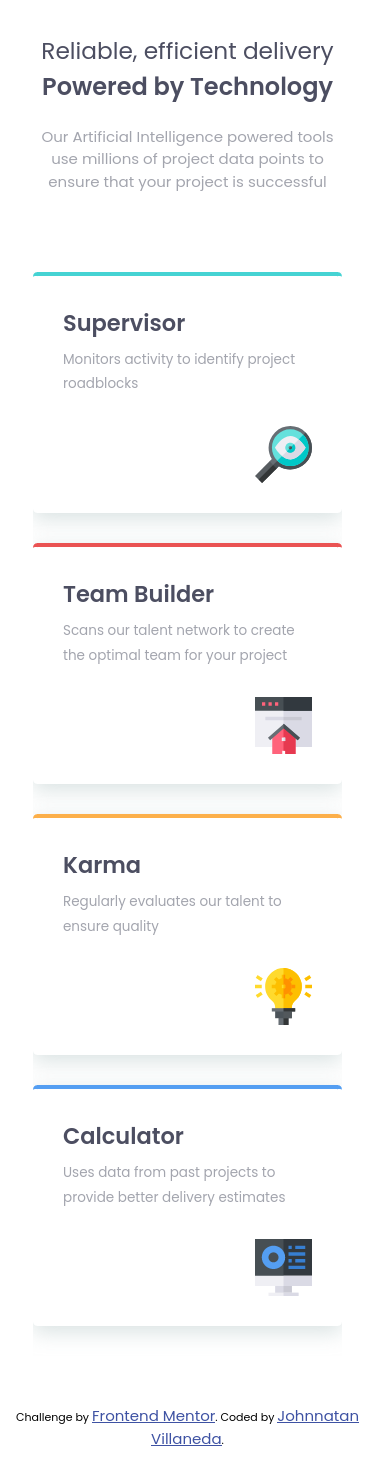 Reliable, efficient delivery
Powered by Technology
Our Artificial Intelligence powered tools
use millions of project data points to
ensure that your project is successful
Supervisor
Monitors activity to identify project
roadblocks
Team Builder
Scans our talent network to create
the optimal team for your project
Karma
Regularly evaluates our talent to
ensure quality
Calculator
Uses data from past projects to
provide better delivery estimates
Challenge by Frontend Mentor. Coded by Johnnatan
Villaneda.